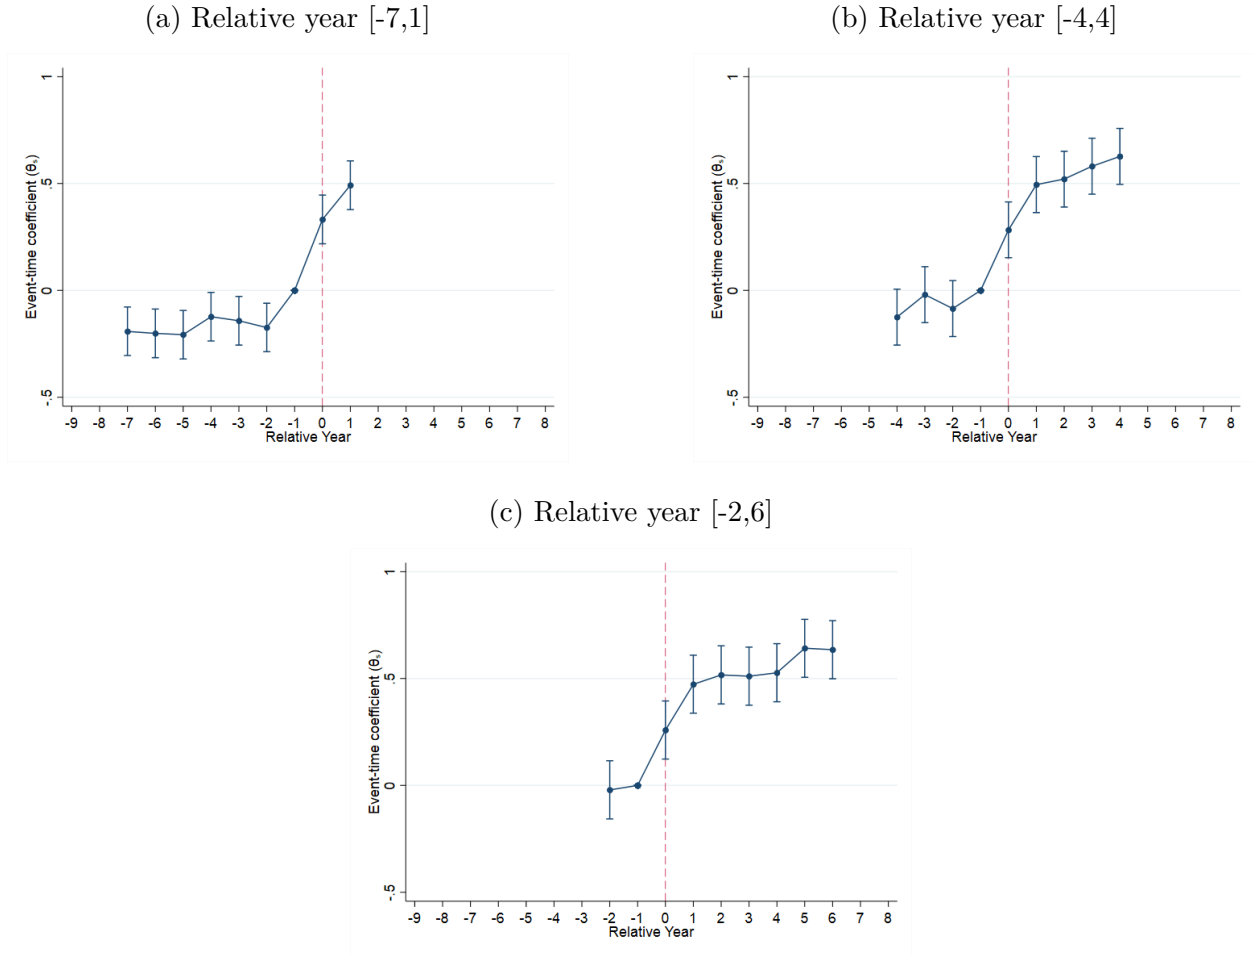 (a) Relative year [-7,1]
1
.5
0
-.5
Event-time coefficient (θₛ)
-9 -8 -7 -6 -5 -4 -3 -2 -1 0 1 2 3 4 5 6 7 8
Relative Year
(b) Relative year [-4,4]
1
.5
0
-.5
Event-time coefficient (θₛ)
-9 -8 -7 -6 -5 -4 -3 -2 -1 0 1 2 3 4 5 6 7 8
Relative Year
(c) Relative year [-2,6]
1
.5
0
-.5
Event-time coefficient (θₛ)
-9 -8 -7 -6 -5 -4 -3 -2 -1 0 1 2 3 4 5 6 7 8
Relative Year